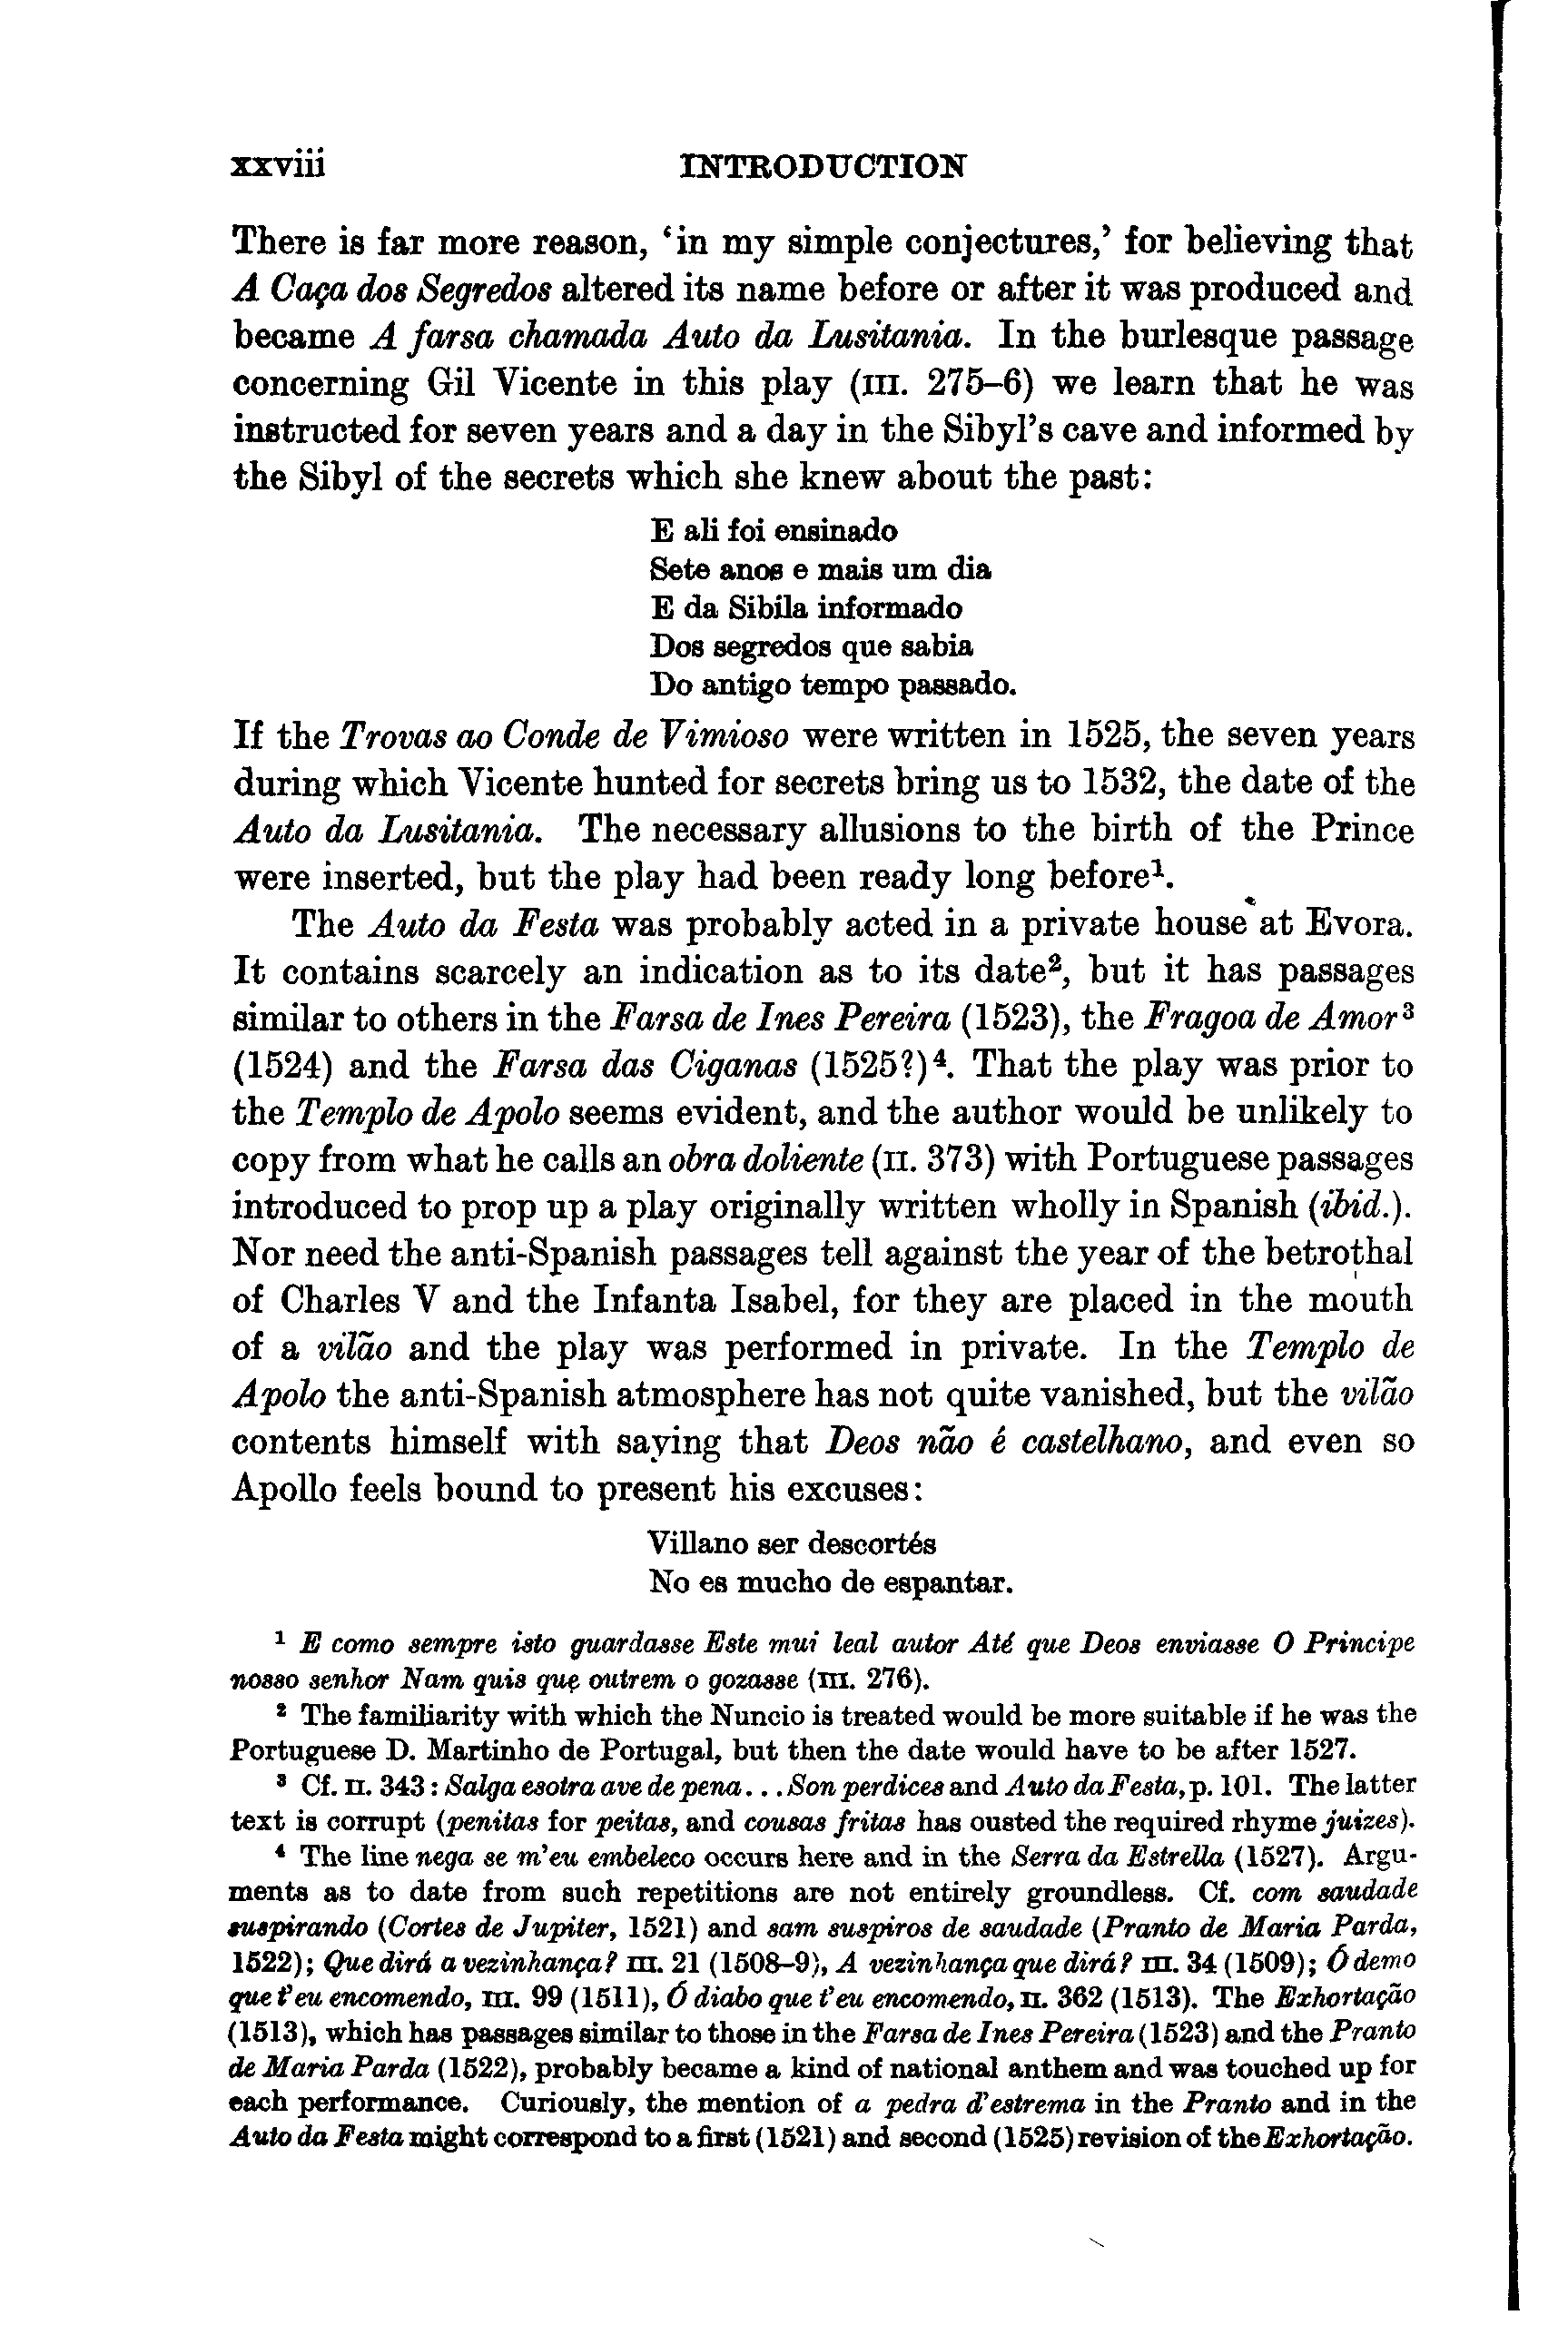 xxviii INTRODUCTION
There is far more reason, ‘in my simple conjectures,’ for believing that
A Caça dos Segredos altered its name before or after it was produced and
became A farsa chamada Auto da Lusitania. In the burlesque passage
concerning Gil Vicente in this play (III. 275–6) we learn that he was
instructed for seven years and a day in the Sibyl’s cave and informed by
the Sibyl of the secrets which she knew about the past:
E ali foi ensinado
Sete anos e mais um dia
E da Sibila informado
Dos segredos que sabia
Do antigo tempo passado.
If the Trovas ao Conde de Vimioso were written in 1525, the seven years
during which Vicente hunted for secrets bring us to 1532, the date of the
Auto da Lusitania. The necessary allusions to the birth of the Prince
were inserted, but the play had been ready long before¹.
The Auto da Festa was probably acted in a private house at Evora.
It contains scarcely an indication as to its date², but it has passages
similar to others in the Farsa de Ines Pereira (1523), the Fragoa de Amor³
(1524) and the Farsa das Ciganas (1525?)⁴. That the play was prior to
the Templo de Apolo seems evident, and the author would be unlikely to
copy from what he calls an obra doliente (II. 373) with Portuguese passages
introduced to prop up a play originally written wholly in Spanish (ibid.).
Nor need the anti-Spanish passages tell against the year of the betrothal
of Charles V and the Infanta Isabel, for they are placed in the mouth
of a vilão and the play was performed in private. In the Templo de
Apolo the anti-Spanish atmosphere has not quite vanished, but the vilão
contents himself with saying that Deos não é castelhano, and even so
Apollo feels bound to present his excuses:
Villano ser descortés
No es mucho de espantar.
¹ E como sempre isto guardasse Este mui leal autor Até que Deos enviasse O Principe
nosso senhor Nam quis que outrem o gozasse (III. 276).
² The familiarity with which the Nuncio is treated would be more suitable if he was the
Portuguese D. Martinho de Portugal, but then the date would have to be after 1527.
³ Cf. II. 343: Salga esotra ave de pena...Son perdices and Auto da Festa, p. 101. The latter
text is corrupt (penitas for peitas, and cousas fritas has ousted the required rhyme juizes).
⁴ The line nega se m’eu embeleco occurs here and in the Serra da Estrella (1527). Argu-
ments as to date from such repetitions are not entirely groundless. Cf. com saudade
suspirando (Cortes de Jupiter, 1521) and sam suspiros de saudade (Pranto de Maria Parda,
1522); Que dirá a vezinhança? III. 21 (1508–9), A vezinhança que dirá? III. 34 (1509); Ó demo
que t’eu encomendo, III. 99 (1511), Ó diabo que t’eu encomendo, II. 362 (1513). The Exhortação
(1513), which has passages similar to those in the Farsa de Ines Pereira (1523) and the Pranto
de Maria Parda (1522), probably became a kind of national anthem and was touched up for
each performance. Curiously, the mention of a pedra d’estrema in the Pranto and in the
Auto da Festa might correspond to a first (1521) and second (1525) revision of the Exhortação.